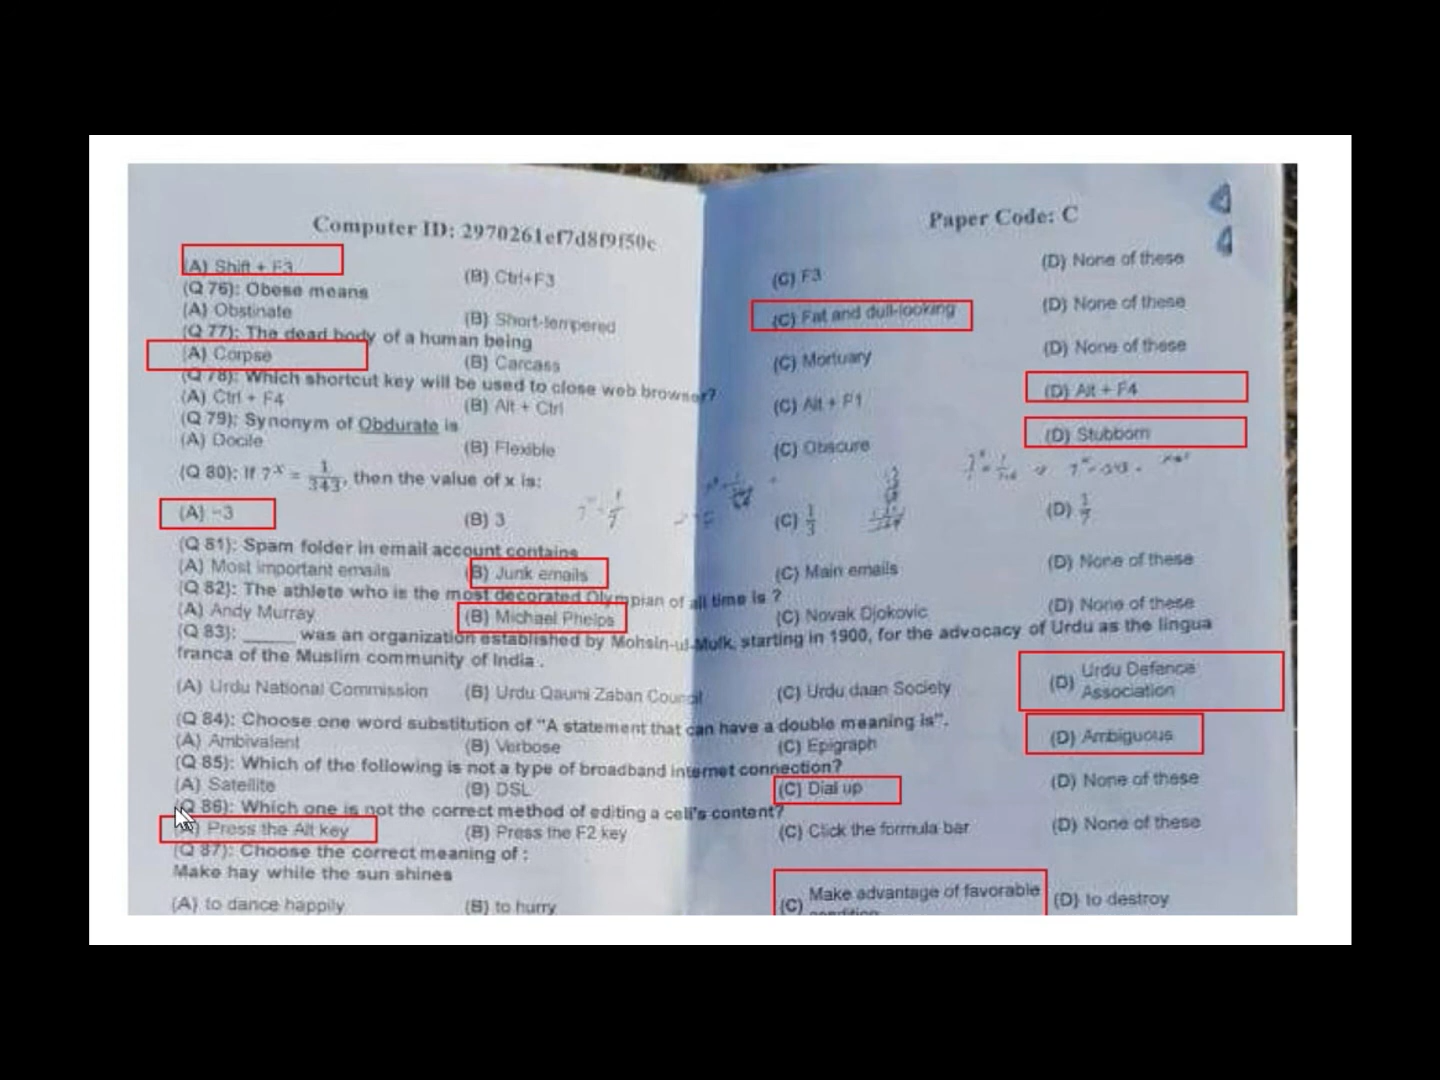 Computer ID: 2970261ef7d8f9f50c Paper Code: C
(A) Shift + F3 (B) Ctrl+F3 (C) F3 (D) None of these
(Q 76): Obese means
(A) Obstinate (B) Short-tempered (C) Fat and dull-looking (D) None of these
(Q 77): The dead body of a human being
(A) Corpse (B) Carcass (C) Mortuary (D) None of these
(Q 78): Which shortcut key will be used to close web browser?
(A) Ctrl + F4 (B) Alt + Ctrl (C) Alt + F1 (D) Alt + F4
(Q 79): Synonym of Obdurate is
(A) Docile (B) Flexible (C) Obscure (D) Stubborn
(Q 80): If 7^x = 1/343, then the value of x is:
(A) -3 (B) 3 (C) 1/3 (D) 1/7
(Q 81): Spam folder in email account contains
(A) Most important emails (B) Junk emails (C) Main emails (D) None of these
(Q 82): The athlete who is the most decorated Olympian of all time is ?
(A) Andy Murray (B) Michael Phelps (C) Novak Djokovic (D) None of these
(Q 83): ______ was an organization established by Mohsin-ul-Mulk, starting in 1900, for the advocacy of Urdu as the lingua
franca of the Muslim community of India .
(A) Urdu National Commission (B) Urdu Qaumi Zaban Council (C) Urdu daan Society (D) Urdu Defence
Association
(Q 84): Choose one word substitution of "A statement that can have a double meaning is".
(A) Ambivalent (B) Verbose (C) Epigraph (D) Ambiguous
(Q 85): Which of the following is not a type of broadband internet connection?
(A) Satellite (B) DSL (C) Dial up (D) None of these
(Q 86): Which one is not the correct method of editing a cell's content?
(A) Press the Alt key (B) Press the F2 key (C) Click the formula bar (D) None of these
(Q 87): Choose the correct meaning of :
Make hay while the sun shines
(A) to dance happily (B) to hurry (C) Make advantage of favorable (D) to destroy